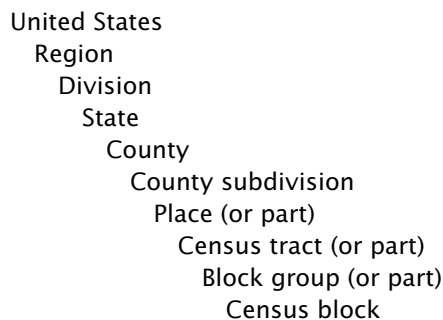 United States
Region
Division
State
County
County subdivision
Place (or part)
Census tract (or part)
Block group (or part)
Census block